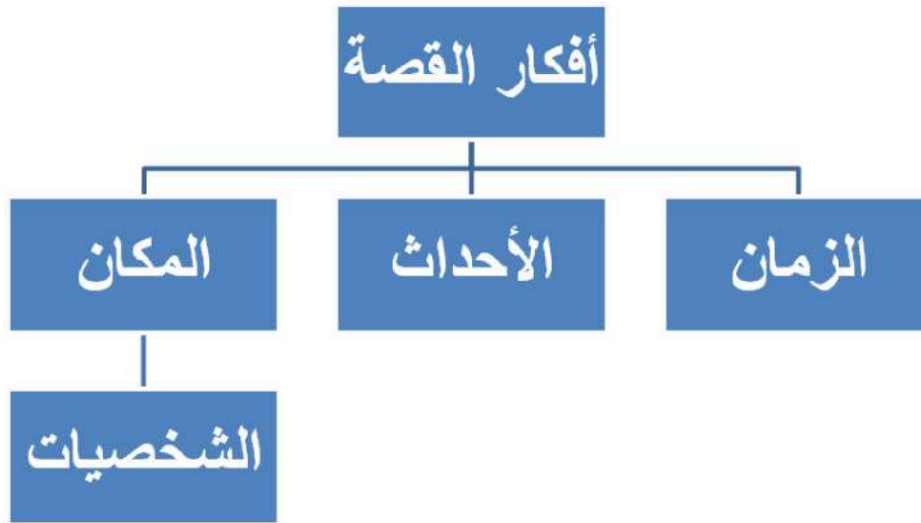 أفكار القصة
الزمان
الأحداث
المكان
الشخصيات